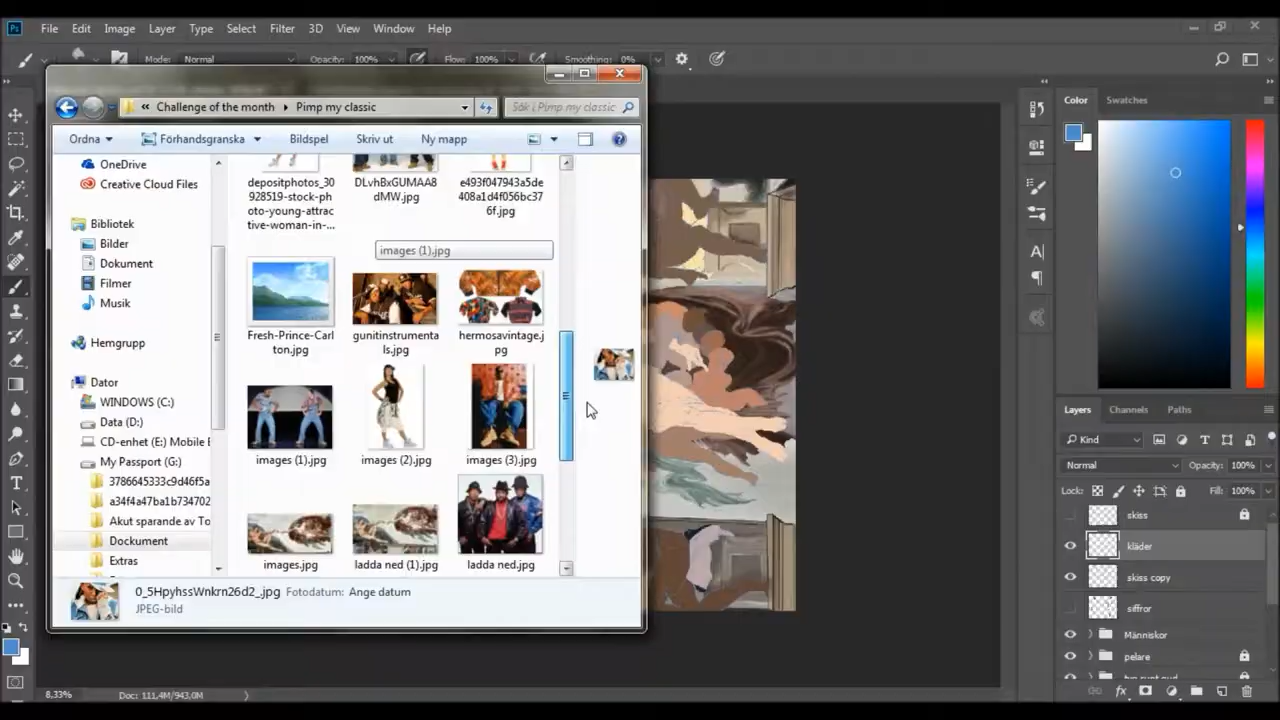 Ps File Edit Image Layer Type Select Filter 3D View Window Help
Mode: Normal Opacity: 100% Flow: 100% Smoothing: 0%
« Challenge of the month Pimp my classic Sök i Pimp my classic
Ordna Förhandsgranska Bildspel Skriv ut Ny mapp
OneDrive
Creative Cloud Files
Bibliotek
Bilder
Dokument
Filmer
Musik
Hemgrupp
Dator
WINDOWS (C:)
Data (D:)
CD-enhet (E:) Mobile
My Passport (G:)
3786645333c9d46f5a
a34f4a47ba1b734702
Akut sparande av To
Dockument
Extras
depositphotos_30
928519-stock-ph
oto-young-attrac
tive-woman-in-...
DLvhBxGUMAA8
dMW.jpg
e493f047943a5de
408a1d4f056bc37
6f.jpg
images (1).jpg
Fresh-Prince-Carl
ton.jpg
gunitinstrumenta
ls.jpg
hermosavintage.j
pg
images (1).jpg
images (2).jpg
images (3).jpg
images.jpg
ladda ned (1).jpg
ladda ned.jpg
0_5HpyhssWnkrn26d2_.jpg Fotodatum: Ange datum
JPEG-bild
Color Swatches
Layers Channels Paths
Kind
Normal Opacity: 100%
Lock: Fill: 100%
skiss
kläder
skiss copy
siffror
Människor
pelare
8,33% Doc: 111,4M/943,0M